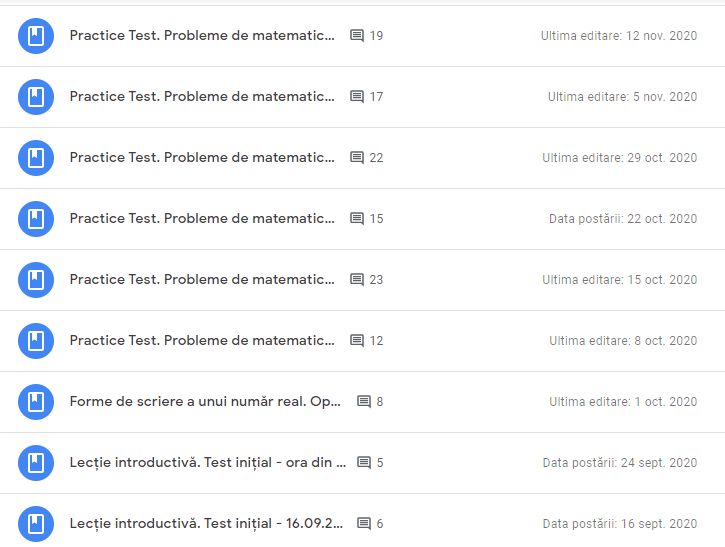 Practice Test. Probleme de matematic... 19 Ultima editare: 12 nov. 2020
Practice Test. Probleme de matematic... 17 Ultima editare: 5 nov. 2020
Practice Test. Probleme de matematic... 22 Ultima editare: 29 oct. 2020
Practice Test. Probleme de matematic... 15 Data postării: 22 oct. 2020
Practice Test. Probleme de matematic... 23 Ultima editare: 15 oct. 2020
Practice Test. Probleme de matematic... 12 Ultima editare: 8 oct. 2020
Forme de scriere a unui număr real. Op... 8 Ultima editare: 1 oct. 2020
Lecție introductivă. Test inițial - ora din ... 5 Data postării: 24 sept. 2020
Lecție introductivă. Test inițial - 16.09.2... 6 Data postării: 16 sept. 2020